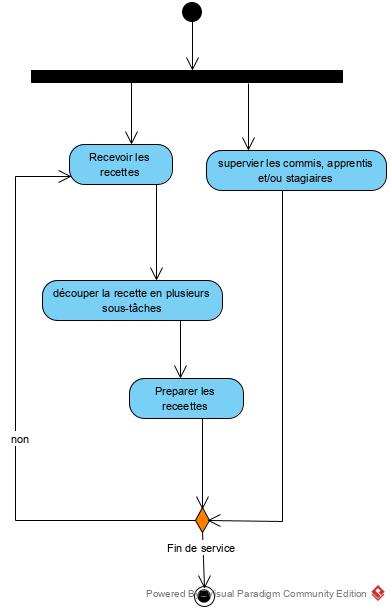 Recevoir les
recettes
supervier les commis, apprentis
et/ou stagiaires
découper la recette en plusieurs
sous-tâches
Preparer les
receettes
non
Fin de service
Powered By Visual Paradigm Community Edition